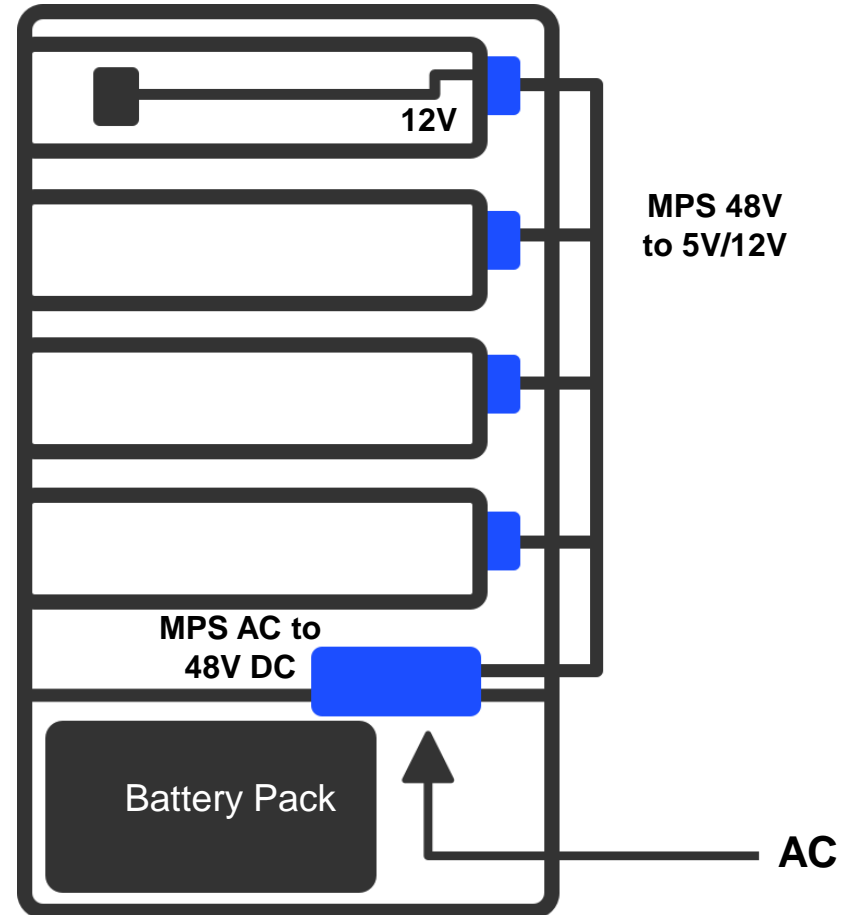 12V
MPS 48V
to 5V/12V
MPS AC to
48V DC
Battery Pack
AC